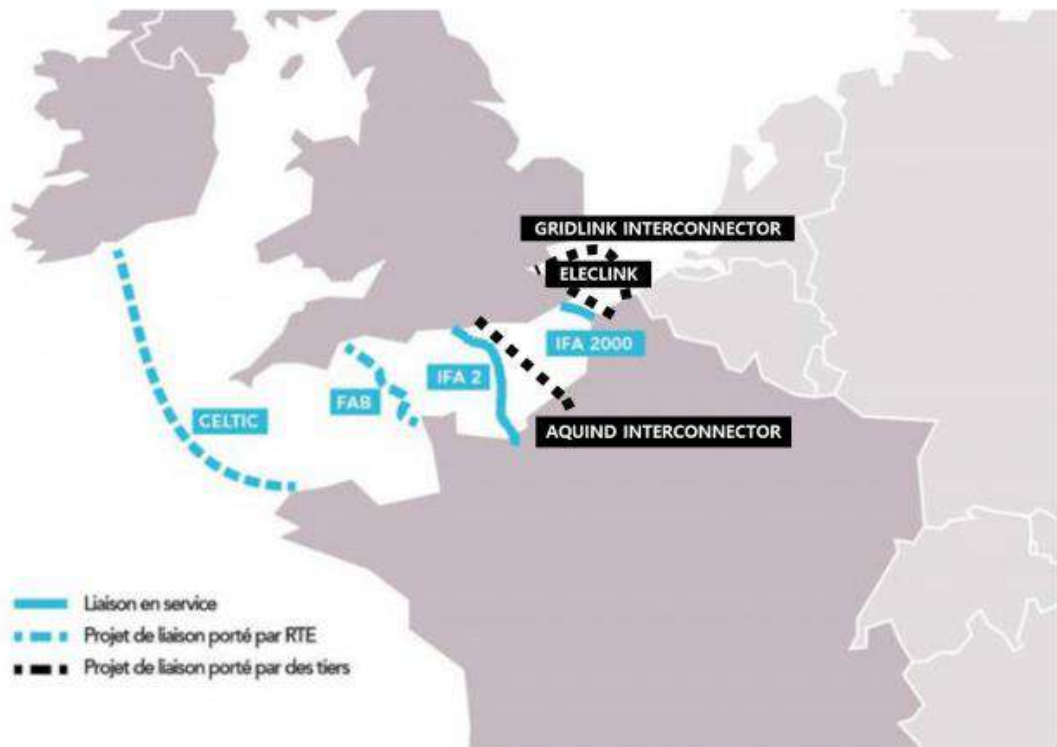 GRIDLINK INTERCONNECTOR
ELECLINK
IFA 2000
IFA 2
FAB
CELTIC
AQUIND INTERCONNECTOR
Liaison en service
Projet de liaison porté par RTE
Projet de liaison porté par des tiers